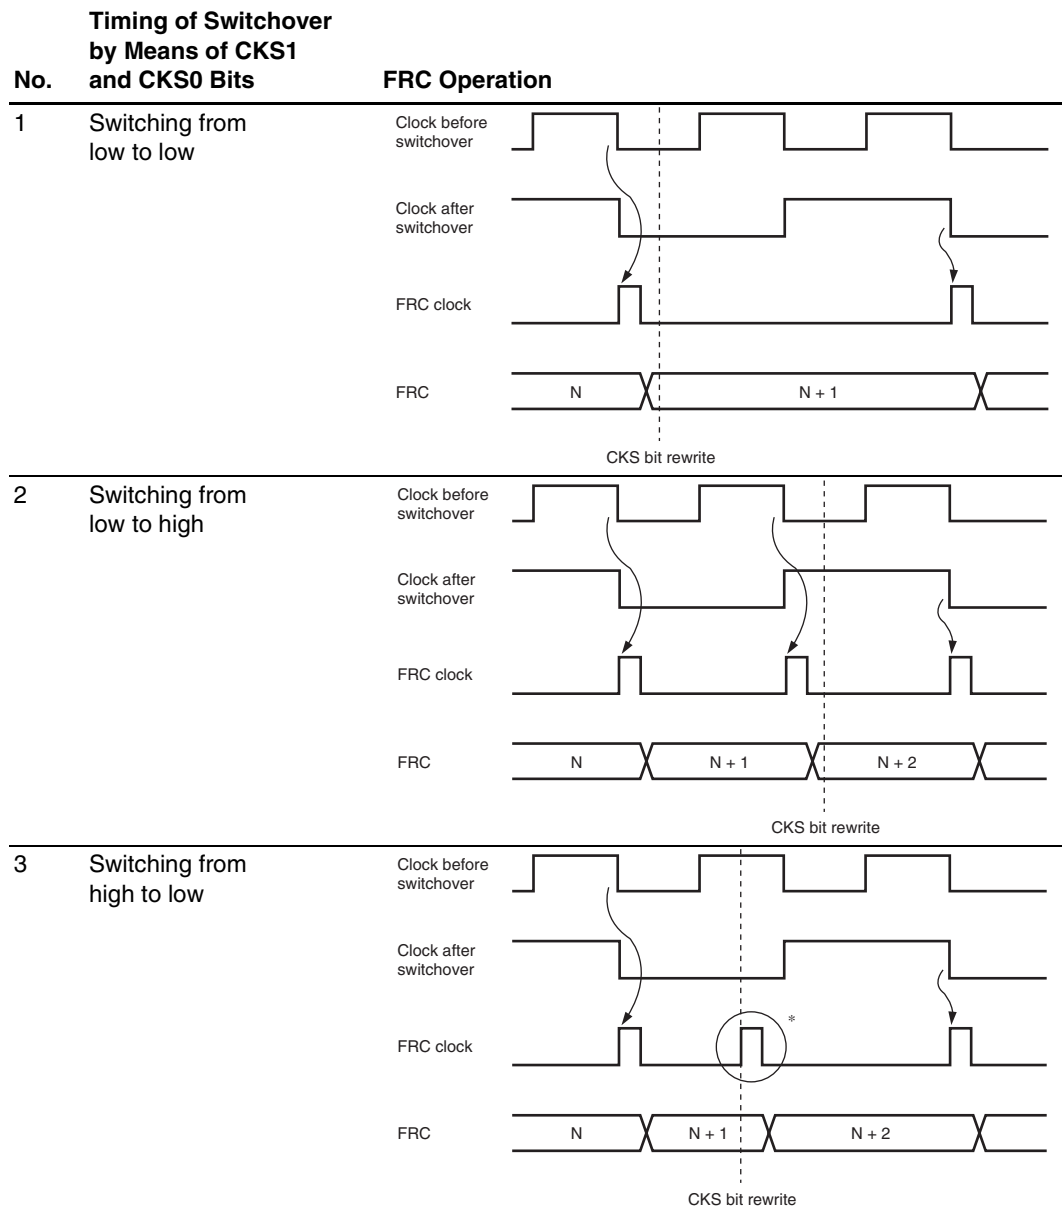 Timing of Switchover
by Means of CKS1
No. and CKS0 Bits FRC Operation
1 Switching from
low to low
Clock before
switchover
Clock after
switchover
FRC clock
FRC N N + 1
CKS bit rewrite
2 Switching from
low to high
Clock before
switchover
Clock after
switchover
FRC clock
FRC N N + 1 N + 2
CKS bit rewrite
3 Switching from
high to low
Clock before
switchover
Clock after
switchover
*
FRC clock
FRC N N + 1 N + 2
CKS bit rewrite